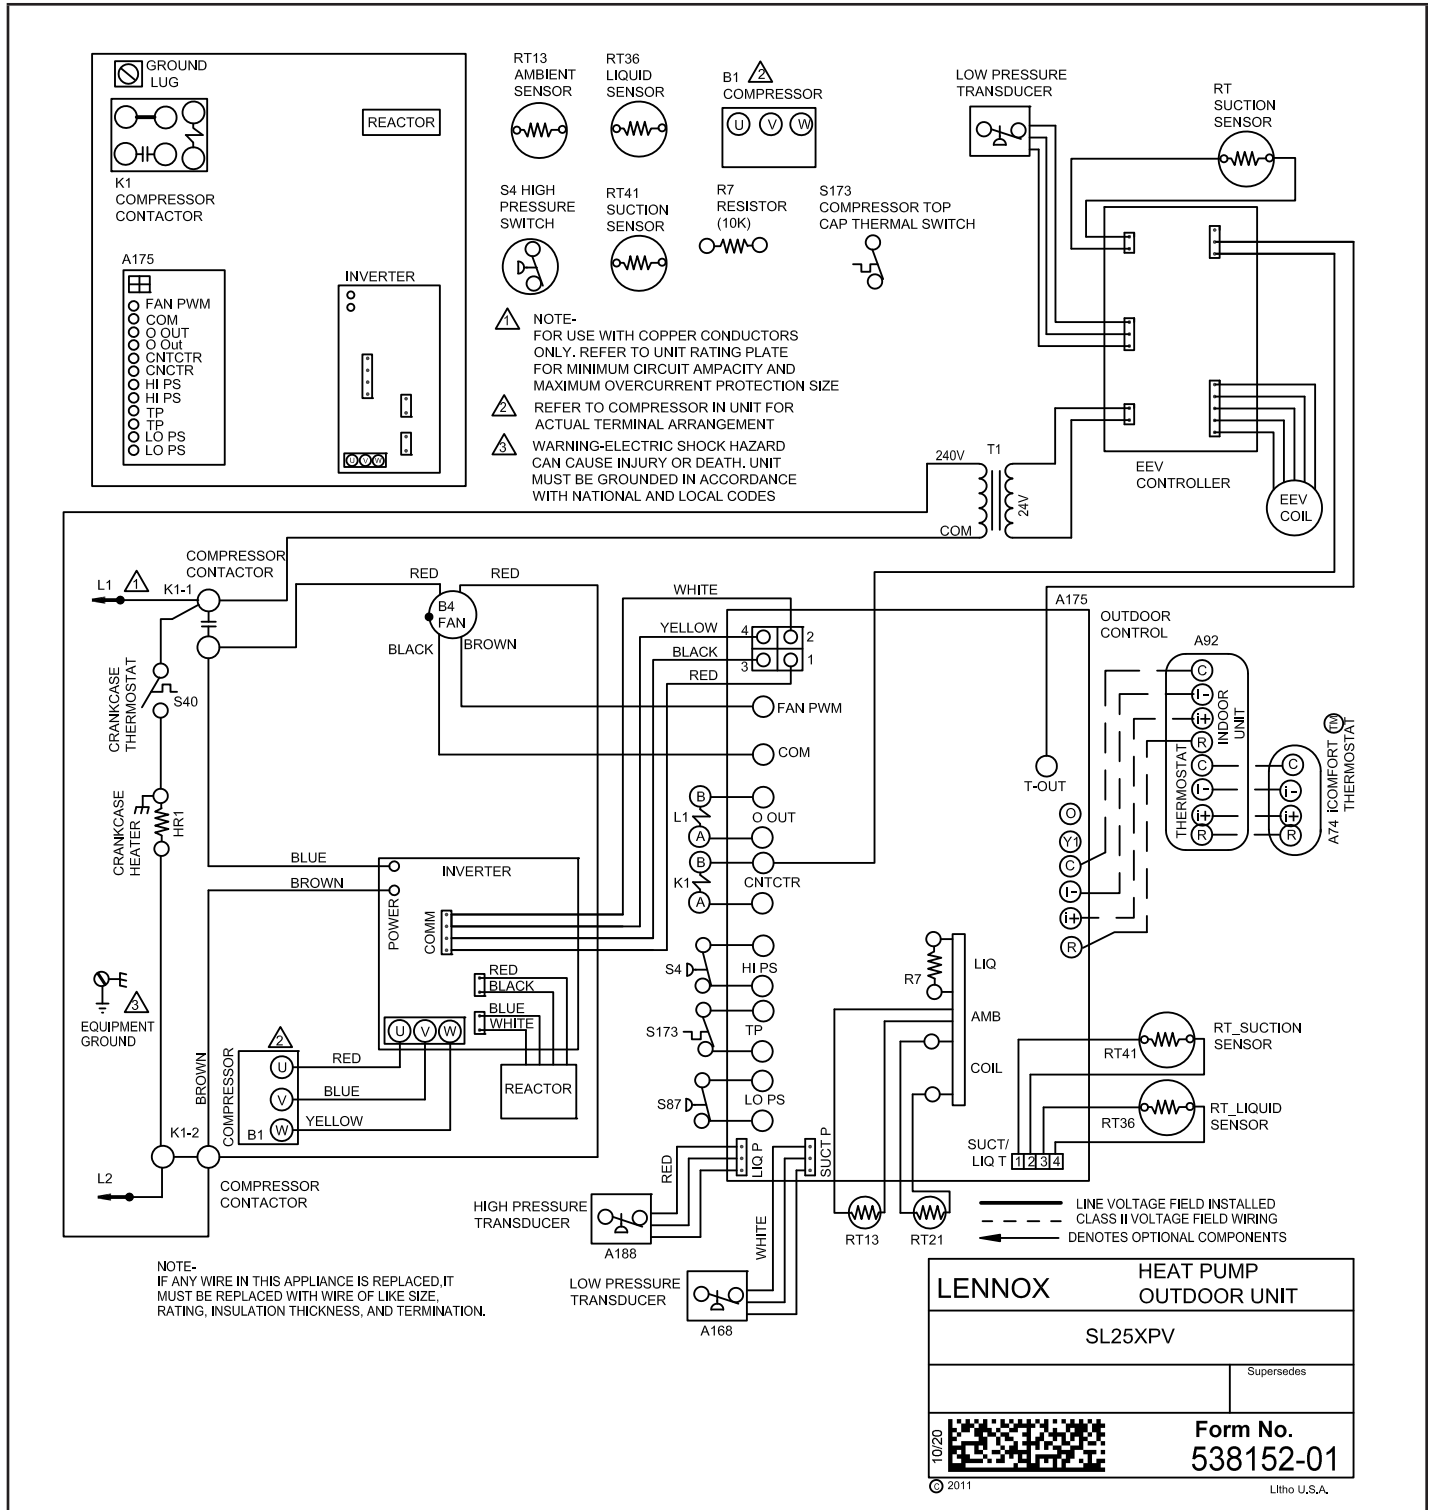 GROUND
LUG
REACTOR
K1
COMPRESSOR
CONTACTOR
A175
FAN PWM
COM
O OUT
O Out
CNTCTR
CNCTR
HI PS
HI PS
TP
TP
LO PS
LO PS
INVERTER
U V W
RT13
AMBIENT
SENSOR
RT36
LIQUID
SENSOR
B1 2
COMPRESSOR
U V W
S4 HIGH
PRESSURE
SWITCH
RT41
SUCTION
SENSOR
R7
RESISTOR
(10K)
S173
COMPRESSOR TOP
CAP THERMAL SWITCH
LOW PRESSURE
TRANSDUCER
RT
SUCTION
SENSOR
1 NOTE-
FOR USE WITH COPPER CONDUCTORS
ONLY. REFER TO UNIT RATING PLATE
FOR MINIMUM CIRCUIT AMPACITY AND
MAXIMUM OVERCURRENT PROTECTION SIZE
2 REFER TO COMPRESSOR IN UNIT FOR
ACTUAL TERMINAL ARRANGEMENT
3 WARNING-ELECTRIC SHOCK HAZARD
CAN CAUSE INJURY OR DEATH. UNIT
MUST BE GROUNDED IN ACCORDANCE
WITH NATIONAL AND LOCAL CODES
240V
T1
24V
COM
EEV
CONTROLLER
EEV
COIL
COMPRESSOR
CONTACTOR
L1 1
K1-1
RED
RED
B4
FAN
BLACK
BROWN
CRANKCASE
THERMOSTAT
S40
CRANKCASE
HEATER
HR1
WHITE
YELLOW
BLACK
RED
4
2
3
1
A175
OUTDOOR
CONTROL
FAN PWM
COM
B
L1
A
O OUT
B
K1
A
CNTCTR
S4
HI PS
S173
TP
S87
LO PS
T-OUT
O
Y1
C
I-
i+
R
A92
C
I-
i+
R
C
I-
i+
R
INDOOR
UNIT
THERMOSTAT
C
i-
i+
R
A74 iCOMFORT TM
THERMOSTAT
BLUE
BROWN
INVERTER
POWER
COMM
RED
BLACK
BLUE
WHITE
U V W
REACTOR
3
EQUIPMENT
GROUND
BROWN
2
COMPRESSOR
U
V
B1 W
RED
BLUE
YELLOW
K1-2
L2
COMPRESSOR
CONTACTOR
R7
LIQ
AMB
COIL
RT41
RT_SUCTION
SENSOR
RT36
RT_LIQUID
SENSOR
SUCT/
LIQ T 1 2 3 4
LIQ P
SUCT P
RED
WHITE
HIGH PRESSURE
TRANSDUCER
A188
LOW PRESSURE
TRANSDUCER
A168
RT13
RT21
LINE VOLTAGE FIELD INSTALLED
CLASS II VOLTAGE FIELD WIRING
DENOTES OPTIONAL COMPONENTS
NOTE-
IF ANY WIRE IN THIS APPLIANCE IS REPLACED,IT
MUST BE REPLACED WITH WIRE OF LIKE SIZE,
RATING, INSULATION THICKNESS, AND TERMINATION.
LENNOX
HEAT PUMP
OUTDOOR UNIT
SL25XPV
Supersedes
10/20
Form No.
538152-01
© 2011
LItho U.S.A.